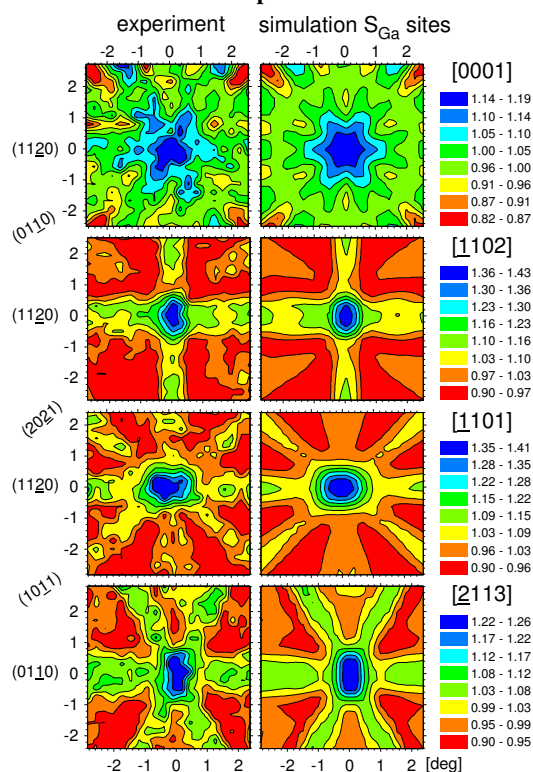 experiment simulation S_Ga sites
-2 -1 0 1 2 -2 -1 0 1 2
[0001]
2
1
(112̲0) 0
-1
-2
1.14 - 1.19
1.10 - 1.14
1.05 - 1.10
1.00 - 1.05
0.96 - 1.00
0.91 - 0.96
0.87 - 0.91
0.82 - 0.87
(011̲0)
[1̲102]
2
1
(112̲0) 0
-1
-2
1.36 - 1.43
1.30 - 1.36
1.23 - 1.30
1.16 - 1.23
1.10 - 1.16
1.03 - 1.10
0.97 - 1.03
0.90 - 0.97
(202̲1)
[1̲101]
2
1
(112̲0) 0
-1
-2
1.35 - 1.41
1.28 - 1.35
1.22 - 1.28
1.15 - 1.22
1.09 - 1.15
1.03 - 1.09
0.96 - 1.03
0.90 - 0.96
(101̲1)
[2̲113]
2
1
(011̲0) 0
-1
-2
1.22 - 1.26
1.17 - 1.22
1.12 - 1.17
1.08 - 1.12
1.03 - 1.08
0.99 - 1.03
0.95 - 0.99
0.90 - 0.95
-2 -1 0 1 2 -2 -1 0 1 2 [deg]